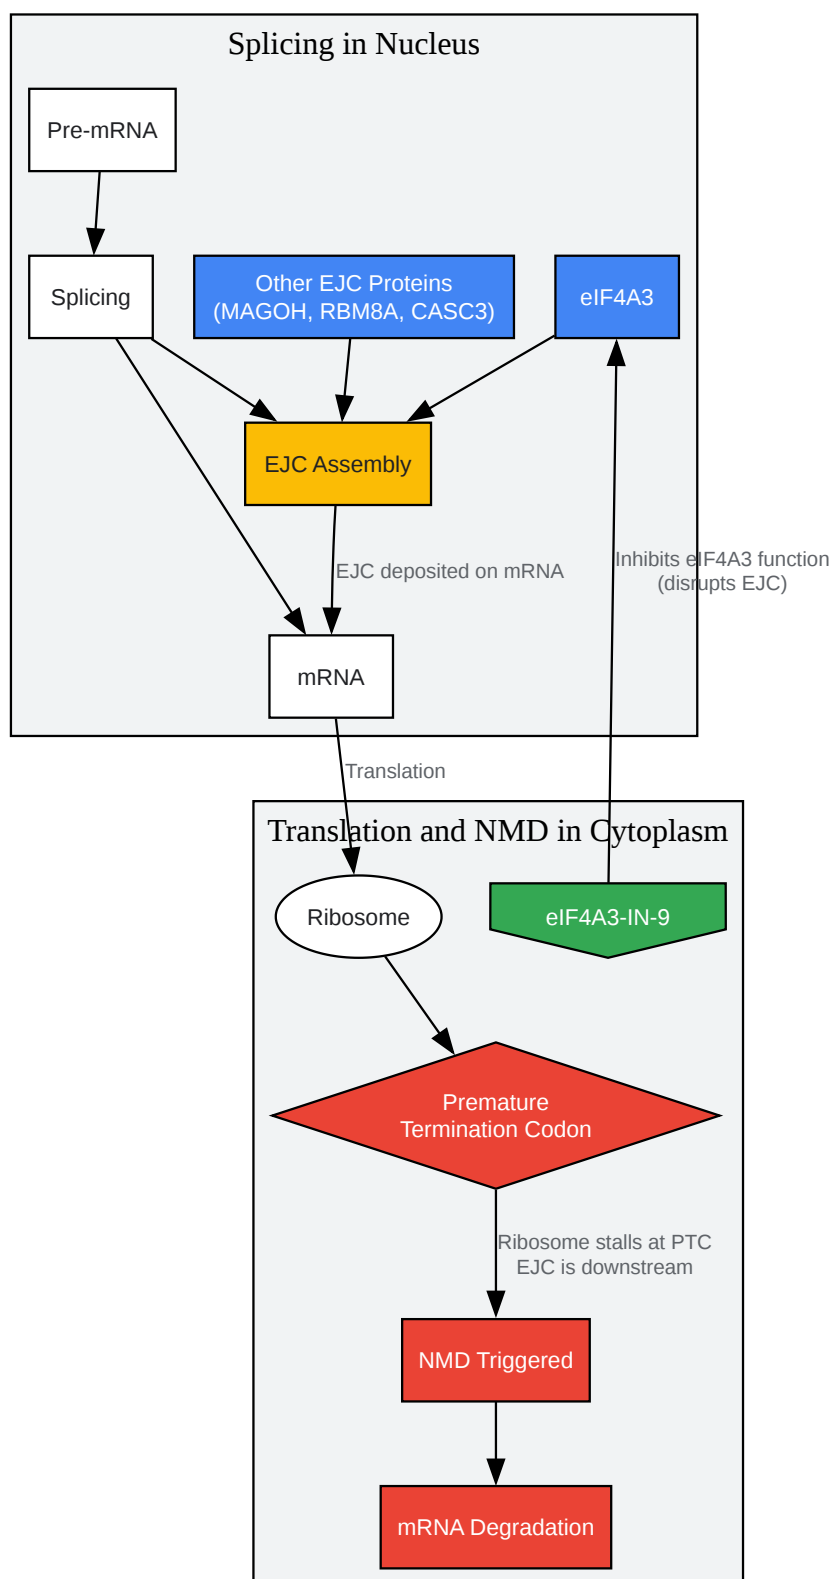 Splicing in Nucleus
Pre-mRNA
Splicing
Other EJC Proteins
(MAGOH, RBM8A, CASC3)
eIF4A3
EJC Assembly
EJC deposited on mRNA
Inhibits eIF4A3 function
(disrupts EJC)
mRNA
Translation
Translation and NMD in Cytoplasm
Ribosome
eIF4A3-IN-9
Premature
Termination Codon
Ribosome stalls at PTC
EJC is downstream
NMD Triggered
mRNA Degradation